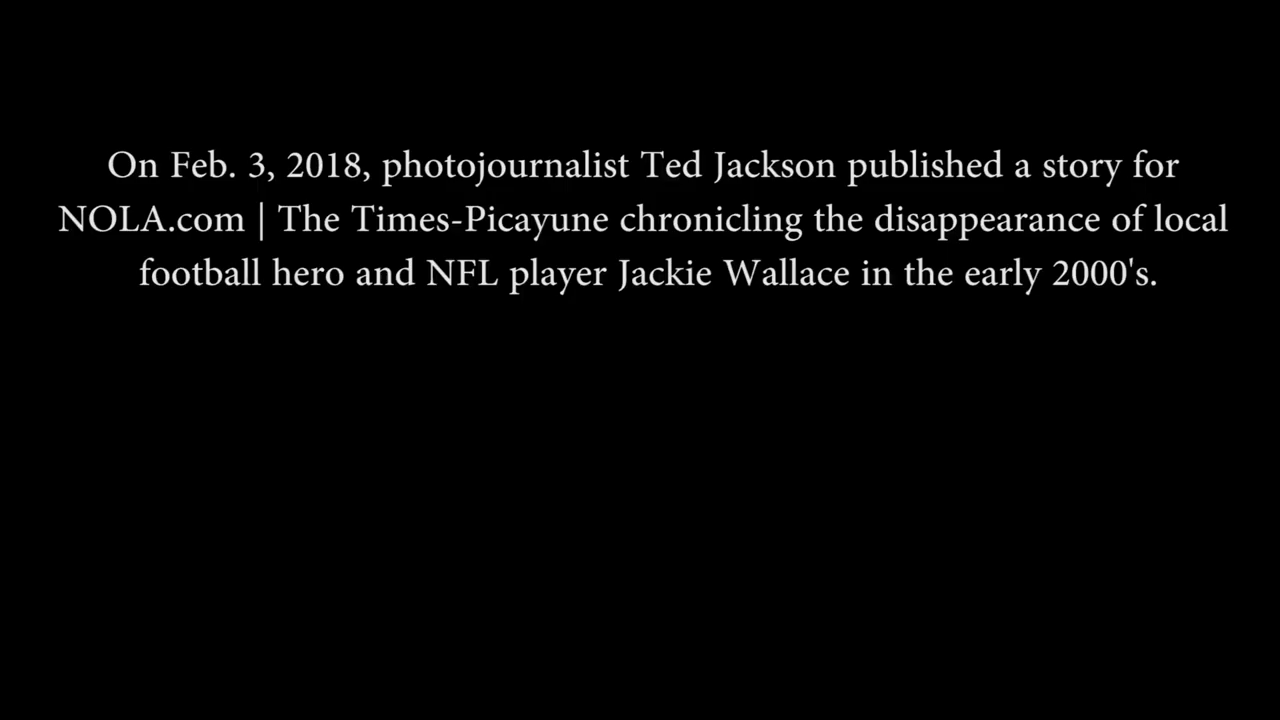 On Feb. 3, 2018, photojournalist Ted Jackson published a story for
NOLA.com | The Times-Picayune chronicling the disappearance of local
football hero and NFL player Jackie Wallace in the early 2000's.